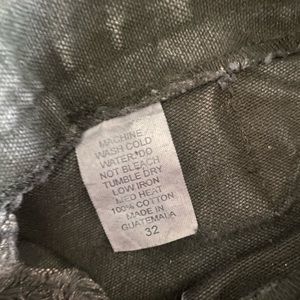 MACHINE
WASH COLD
WATER*DO
NOT BLEACH
TUMBLE DRY
LOW IRON
MED HEAT
100% COTTON
MADE IN
GUATEMALA
32